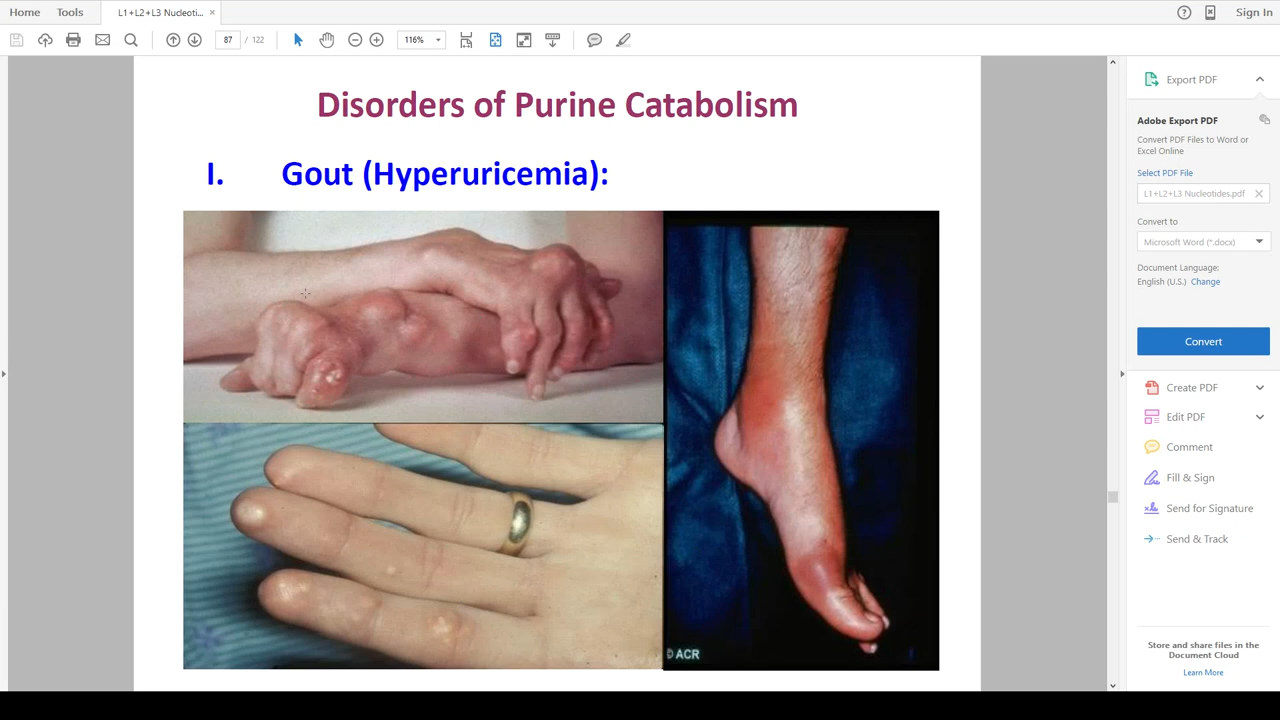 Home
Tools
L1+L2+L3 Nucleoti...
Sign In
87 / 122
116%
Disorders of Purine Catabolism
I. Gout (Hyperuricemia):
© ACR
Export PDF
Adobe Export PDF
Convert PDF Files to Word or
Excel Online
Select PDF File
L1+L2+L3 Nucleotides.pdf
Convert to
Microsoft Word (*.docx)
Document Language:
English (U.S.) Change
Convert
Create PDF
Edit PDF
Comment
Fill & Sign
Send for Signature
Send & Track
Store and share files in the
Document Cloud
Learn More